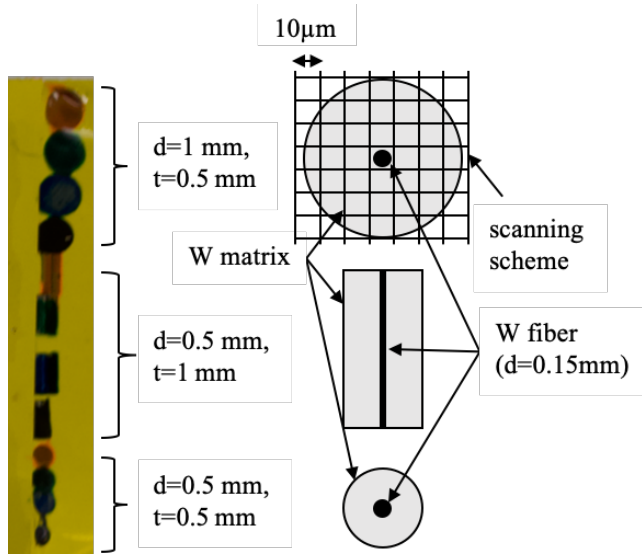 10µm
d=1 mm,
t=0.5 mm
scanning
scheme
W matrix
d=0.5 mm,
t=1 mm
W fiber
(d=0.15mm)
d=0.5 mm,
t=0.5 mm